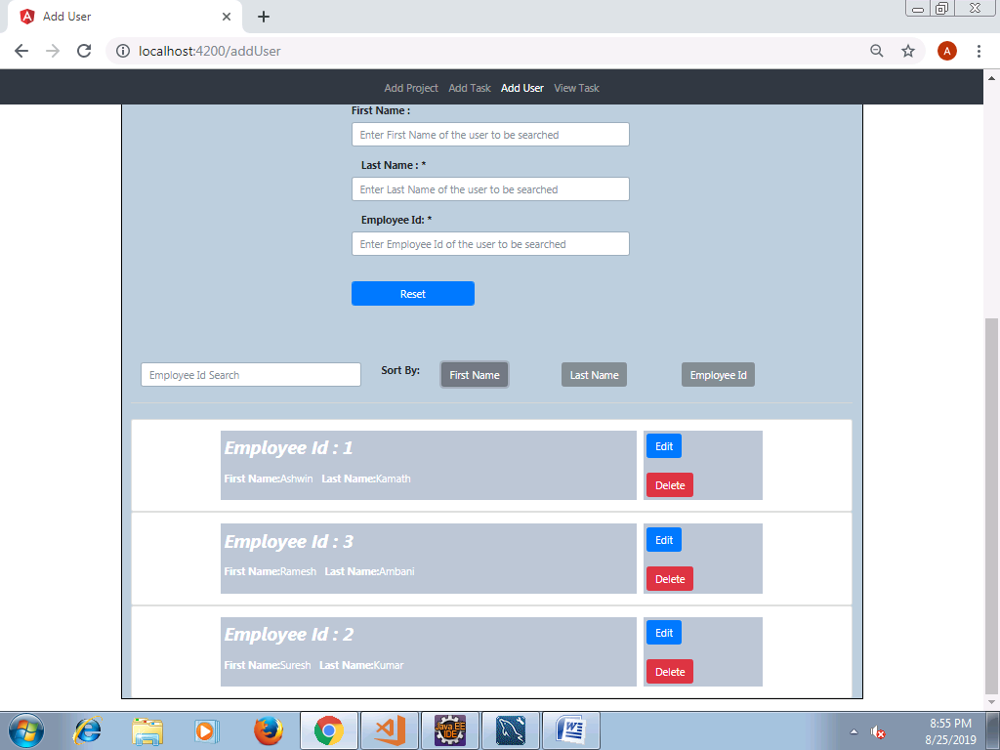 Add User
localhost:4200/addUser
A
Add Project Add Task Add User View Task
First Name :
Enter First Name of the user to be searched
Last Name : *
Enter Last Name of the user to be searched
Employee Id: *
Enter Employee Id of the user to be searched
Reset
Employee Id Search Sort By: First Name Last Name Employee Id
Employee Id : 1 Edit
First Name:Ashwin Last Name:Kamath
Delete
Employee Id : 3 Edit
First Name:Ramesh Last Name:Ambani
Delete
Employee Id : 2 Edit
First Name:Suresh Last Name:Kumar
Delete
Java EE
IDE
8:55 PM
8/25/2019